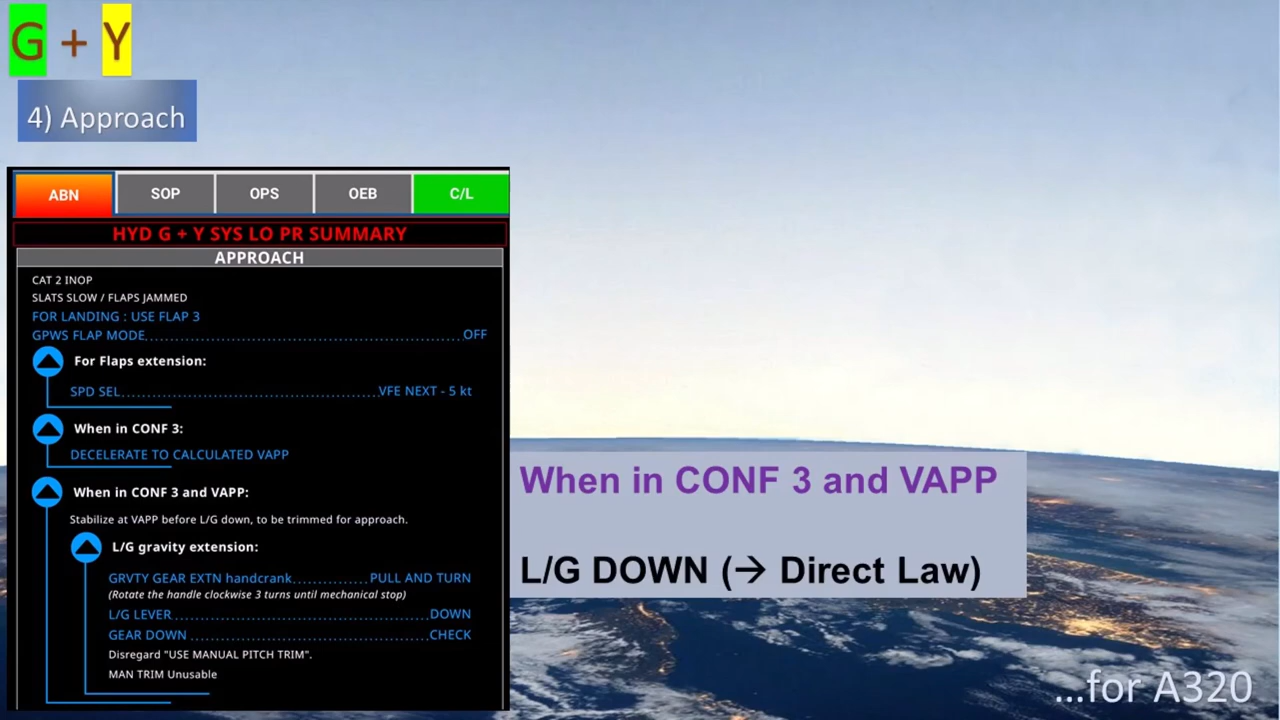 G + Y
4) Approach
ABN SOP OPS OEB C/L
HYD G + Y SYS LO PR SUMMARY
APPROACH
CAT 2 INOP
SLATS SLOW / FLAPS JAMMED
FOR LANDING : USE FLAP 3
GPWS FLAP MODE................................................OFF
For Flaps extension:
SPD SEL.......................................VFE NEXT - 5 kt
When in CONF 3:
DECELERATE TO CALCULATED VAPP
When in CONF 3 and VAPP:
Stabilize at VAPP before L/G down, to be trimmed for approach.
L/G gravity extension:
GRVTY GEAR EXTN handcrank............PULL AND TURN
(Rotate the handle clockwise 3 turns until mechanical stop)
L/G LEVER.......................................DOWN
GEAR DOWN.....................................CHECK
Disregard "USE MANUAL PITCH TRIM".
MAN TRIM Unusable
When in CONF 3 and VAPP
L/G DOWN (→ Direct Law)
...for A320